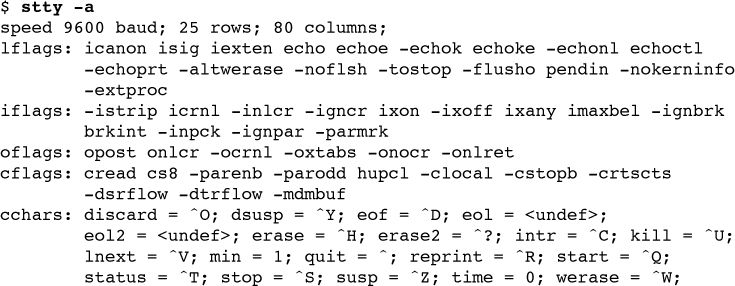 $ stty -a
speed 9600 baud; 25 rows; 80 columns;
lflags: icanon isig iexten echo echoe -echok echoke -echonl echoctl
-echoprt -altwerase -noflsh -tostop -flusho pendin -nokerninfo
-extproc
iflags: -istrip icrnl -inlcr -igncr ixon -ixoff ixany imaxbel -ignbrk
brkint -inpck -ignpar -parmrk
oflags: opost onlcr -ocrnl -oxtabs -onocr -onlret
cflags: cread cs8 -parenb -parodd hupcl -clocal -cstopb -crtscts
-dsrflow -dtrflow -mdmbuf
cchars: discard = ^O; dsusp = ^Y; eof = ^D; eol = <undef>;
eol2 = <undef>; erase = ^H; erase2 = ^?; intr = ^C; kill = ^U;
lnext = ^V; min = 1; quit = ^; reprint = ^R; start = ^Q;
status = ^T; stop = ^S; susp = ^Z; time = 0; werase = ^W;